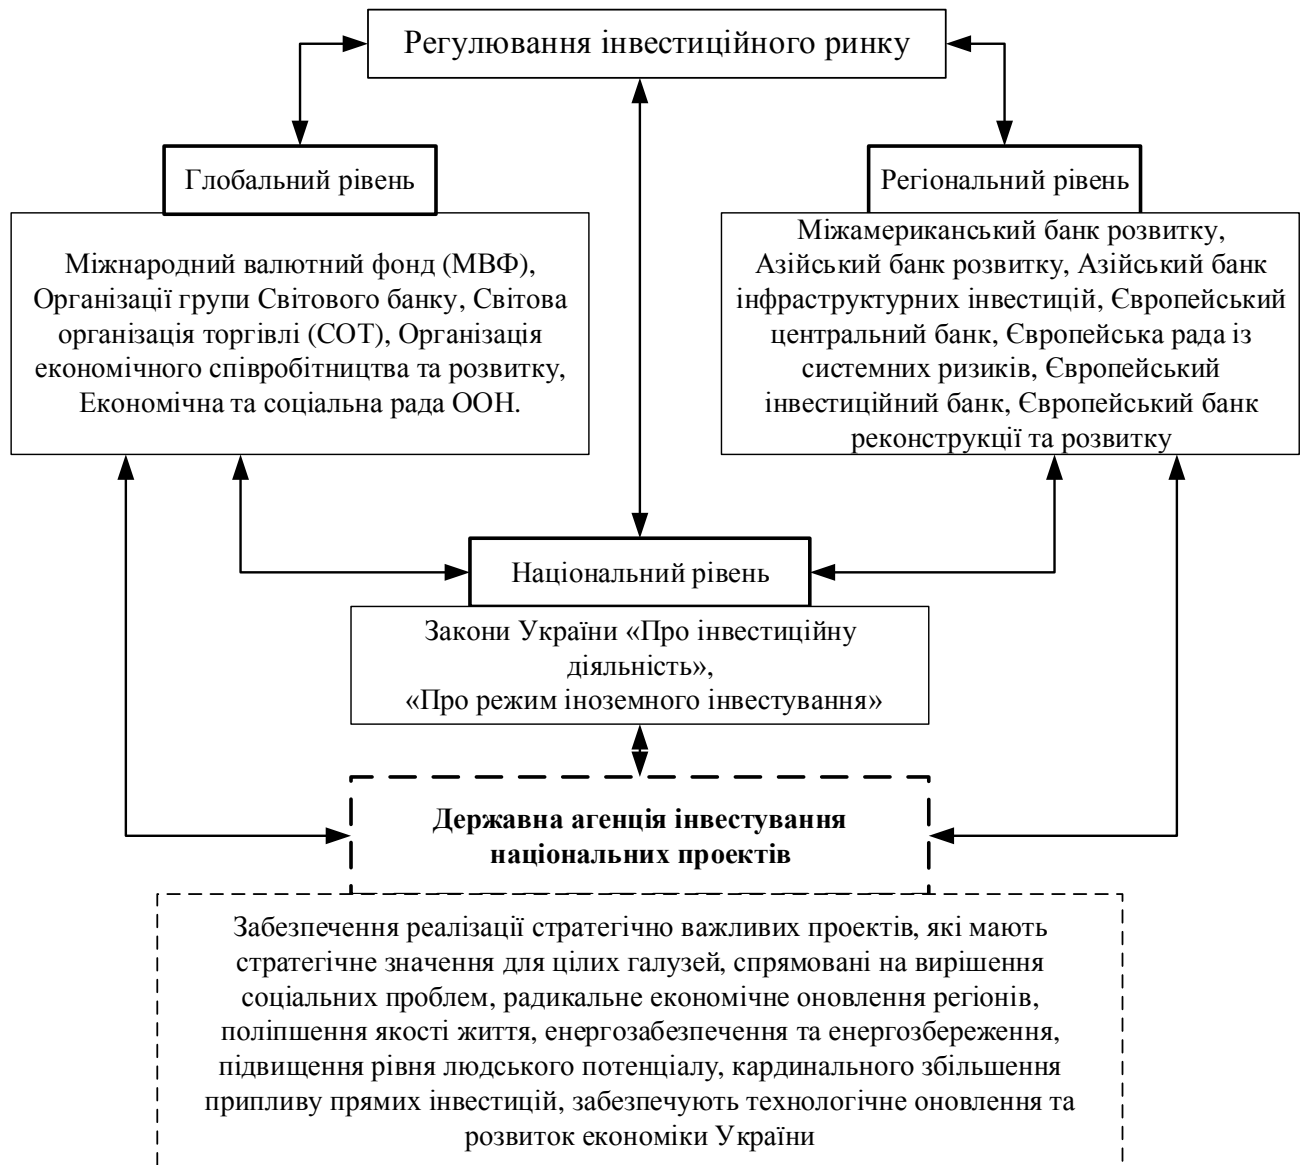 Регулювання інвестиційного ринку
Глобальний рівень
Міжнародний валютний фонд (МВФ),
Організації групи Світового банку, Світова
організація торгівлі (СОТ), Організація
економічного співробітництва та розвитку,
Економічна та соціальна рада ООН.
Регіональний рівень
Міжамериканський банк розвитку,
Азійський банк розвитку, Азійський банк
інфраструктурних інвестицій, Європейський
центральний банк, Європейська рада із
системних ризиків, Європейський
інвестиційний банк, Європейський банк
реконструкції та розвитку
Національний рівень
Закони України «Про інвестиційну
діяльність»,
«Про режим іноземного інвестування»
Державна агенція інвестування
національних проектів
Забезпечення реалізації стратегічно важливих проектів, які мають
стратегічне значення для цілих галузей, спрямовані на вирішення
соціальних проблем, радикальне економічне оновлення регіонів,
поліпшення якості життя, енергозабезпечення та енергозбереження,
підвищення рівня людського потенціалу, кардинального збільшення
припливу прямих інвестицій, забезпечують технологічне оновлення та
розвиток економіки України